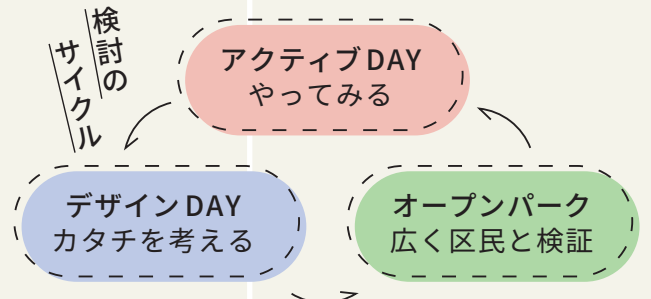 検討の
サイクル
アクティブDAY
やってみる
デザインDAY
カタチを考える
オープンパーク
広く区民と検証